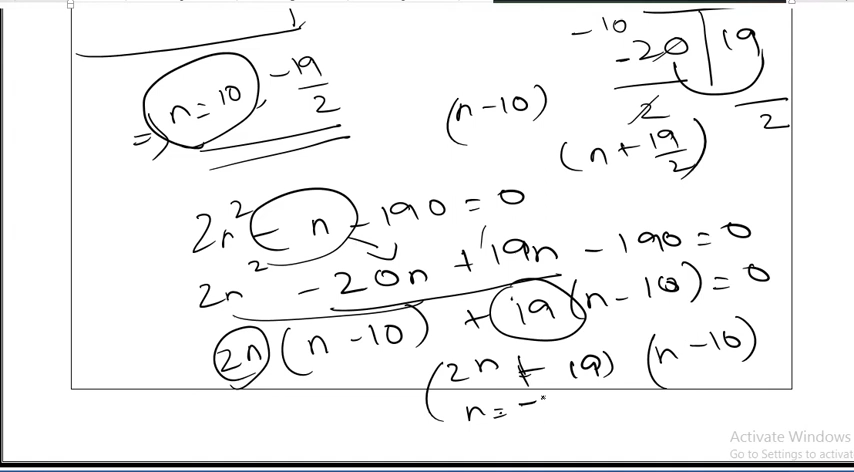 n = 10, -19/2
(n - 10)
-10
-20 | 19
2
2
(n + 19/2)
2n² - n - 190 = 0
2n² - 20n + 19n - 190 = 0
2n (n - 10) + 19 (n - 10) = 0
(2n + 19) (n - 10)
n = -
Activate Windows
Go to Settings to activat